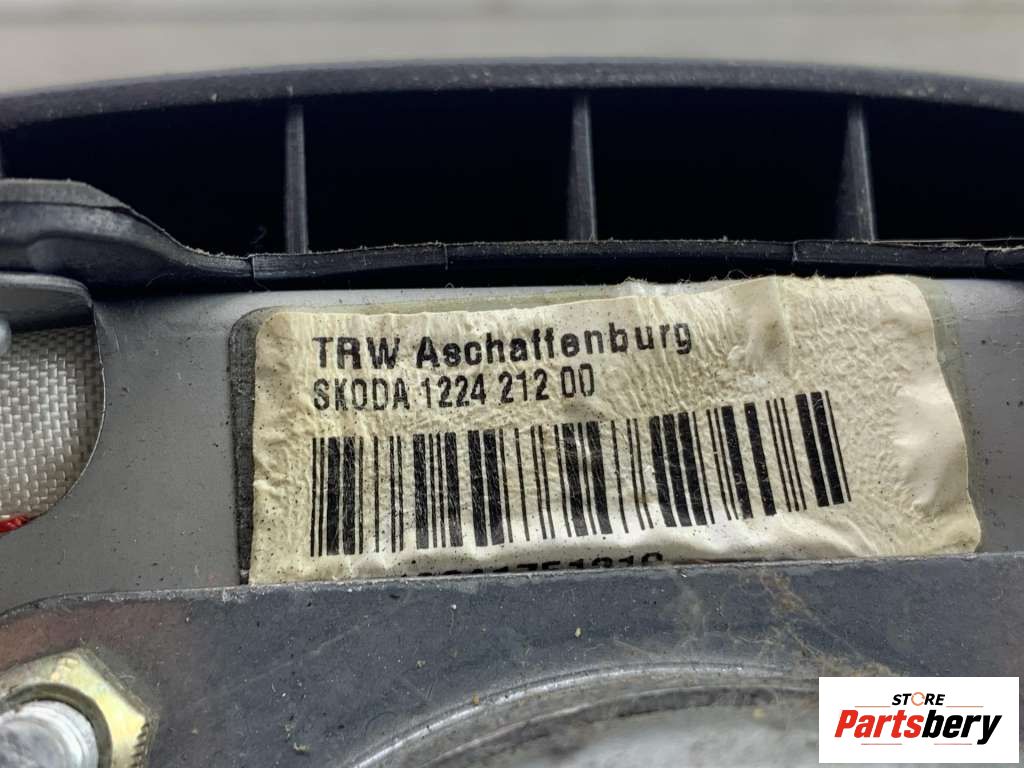 TRW Aschaffenburg
SKODA 1224 212 00
STORE
Partsbery